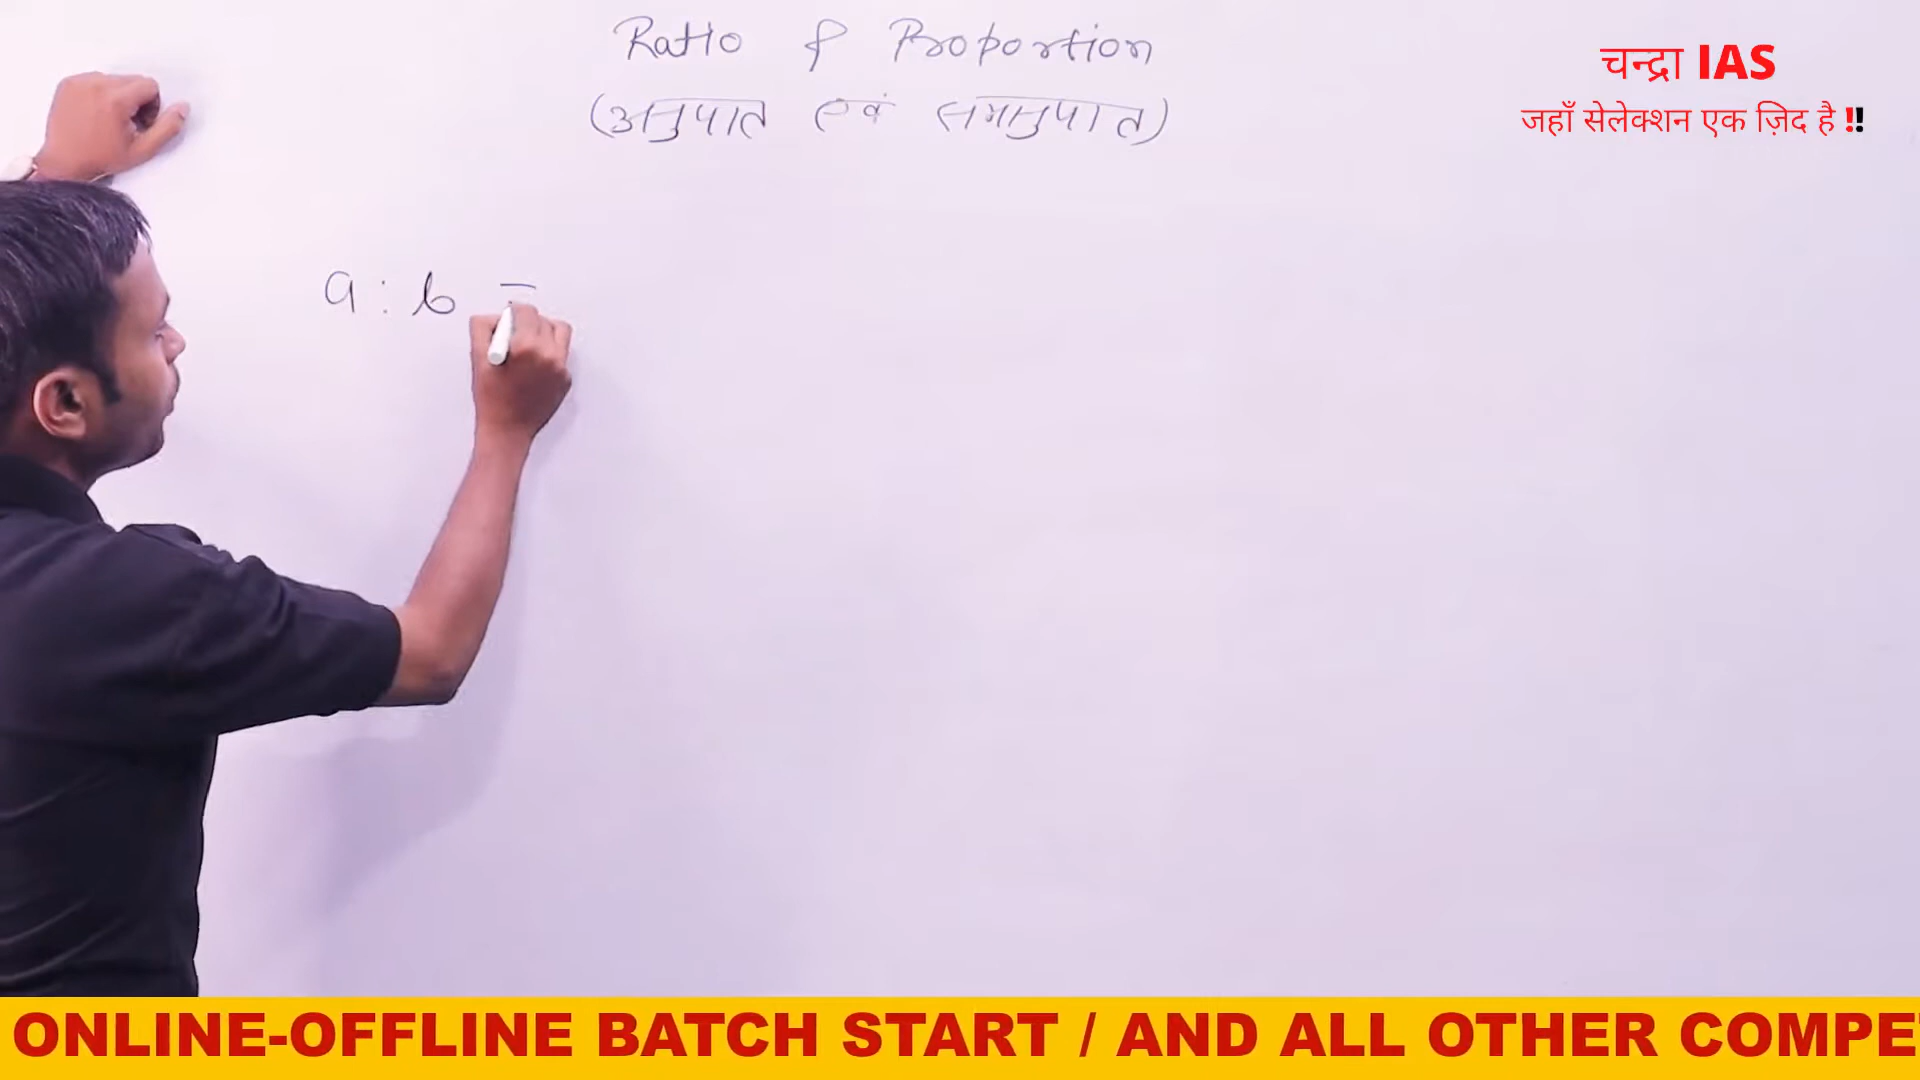 Ratio & Proportion
(अनुपात एवं समानुपात)
चन्द्रा IAS
जहाँ सेलेक्शन एक ज़िद है !!
a : b =
ONLINE-OFFLINE BATCH START / AND ALL OTHER COMPE